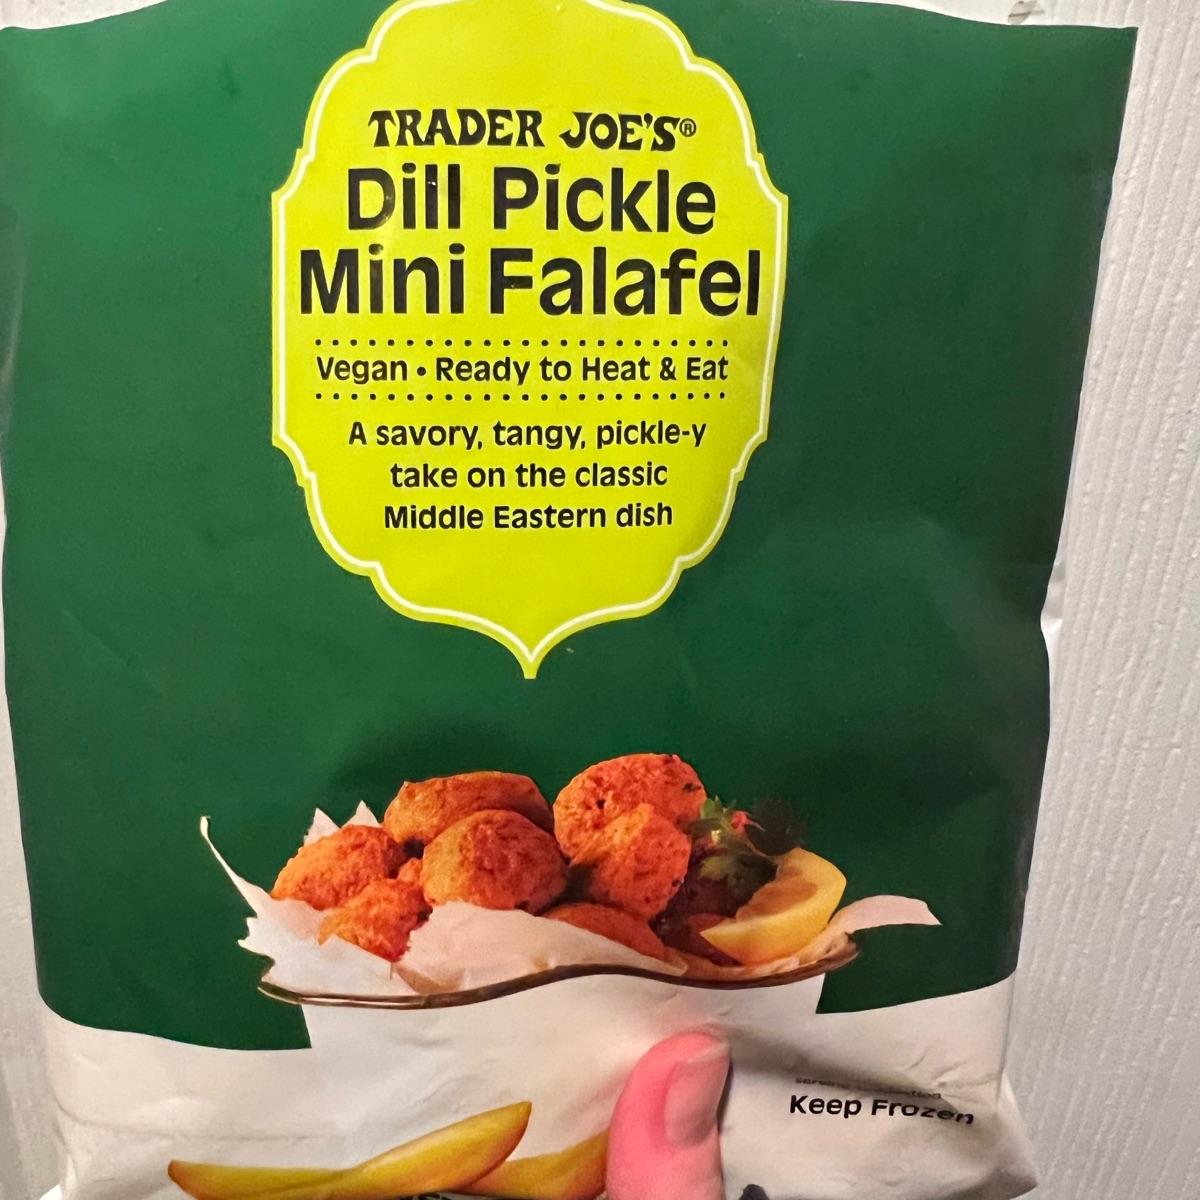 TRADER JOE'S®
Dill Pickle
Mini Falafel
Vegan • Ready to Heat & Eat
A savory, tangy, pickle-y
take on the classic
Middle Eastern dish
Keep Frozen